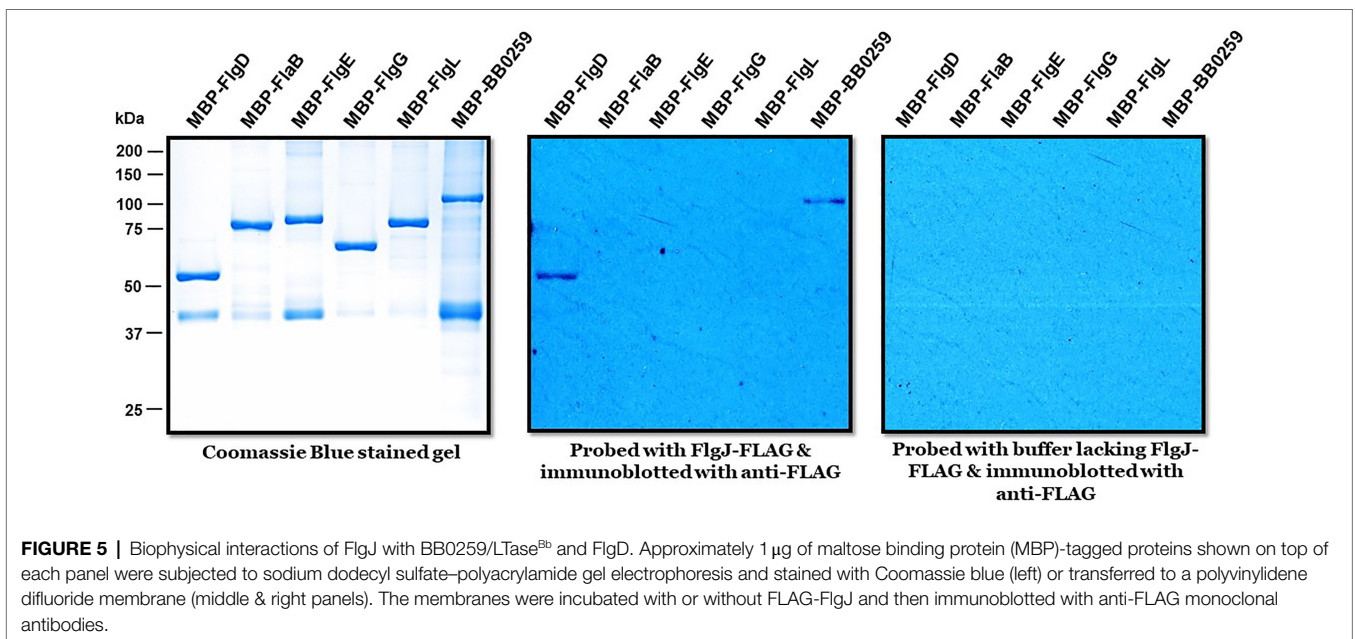 MBP-FlgD MBP-FlaB MBP-FlgE MBP-FlgG MBP-FlgL MBP-BB0259
MBP-FlgD MBP-FlaB MBP-FlgE MBP-FlgG MBP-FlgL MBP-BB0259
MBP-FlgD MBP-FlaB MBP-FlgE MBP-FlgG MBP-FlgL MBP-BB0259
kDa
200
150
100
75
50
37
25
Coomassie Blue stained gel
Probed with FlgJ-FLAG &
immunoblotted with anti-FLAG
Probed with buffer lacking FlgJ-
FLAG & immunoblotted with
anti-FLAG
FIGURE 5 | Biophysical interactions of FlgJ with BB0259/LTaseBb and FlgD. Approximately 1 μg of maltose binding protein (MBP)-tagged proteins shown on top of
each panel were subjected to sodium dodecyl sulfate–polyacrylamide gel electrophoresis and stained with Coomassie blue (left) or transferred to a polyvinylidene
difluoride membrane (middle & right panels). The membranes were incubated with or without FLAG-FlgJ and then immunoblotted with anti-FLAG monoclonal
antibodies.